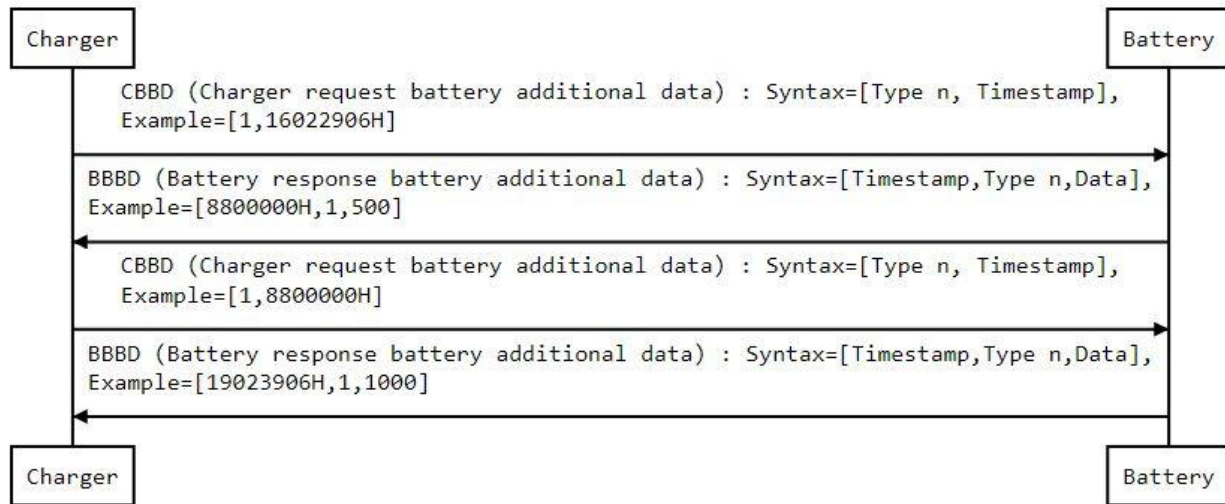 Charger
Battery
CBBD (Charger request battery additional data) : Syntax=[Type n, Timestamp],
Example=[1,16022906H]
BBBD (Battery response battery additional data) : Syntax=[Timestamp,Type n,Data],
Example=[8800000H,1,500]
CBBD (Charger request battery additional data) : Syntax=[Type n, Timestamp],
Example=[1,8800000H]
BBBD (Battery response battery additional data) : Syntax=[Timestamp,Type n,Data],
Example=[19023906H,1,1000]
Charger
Battery